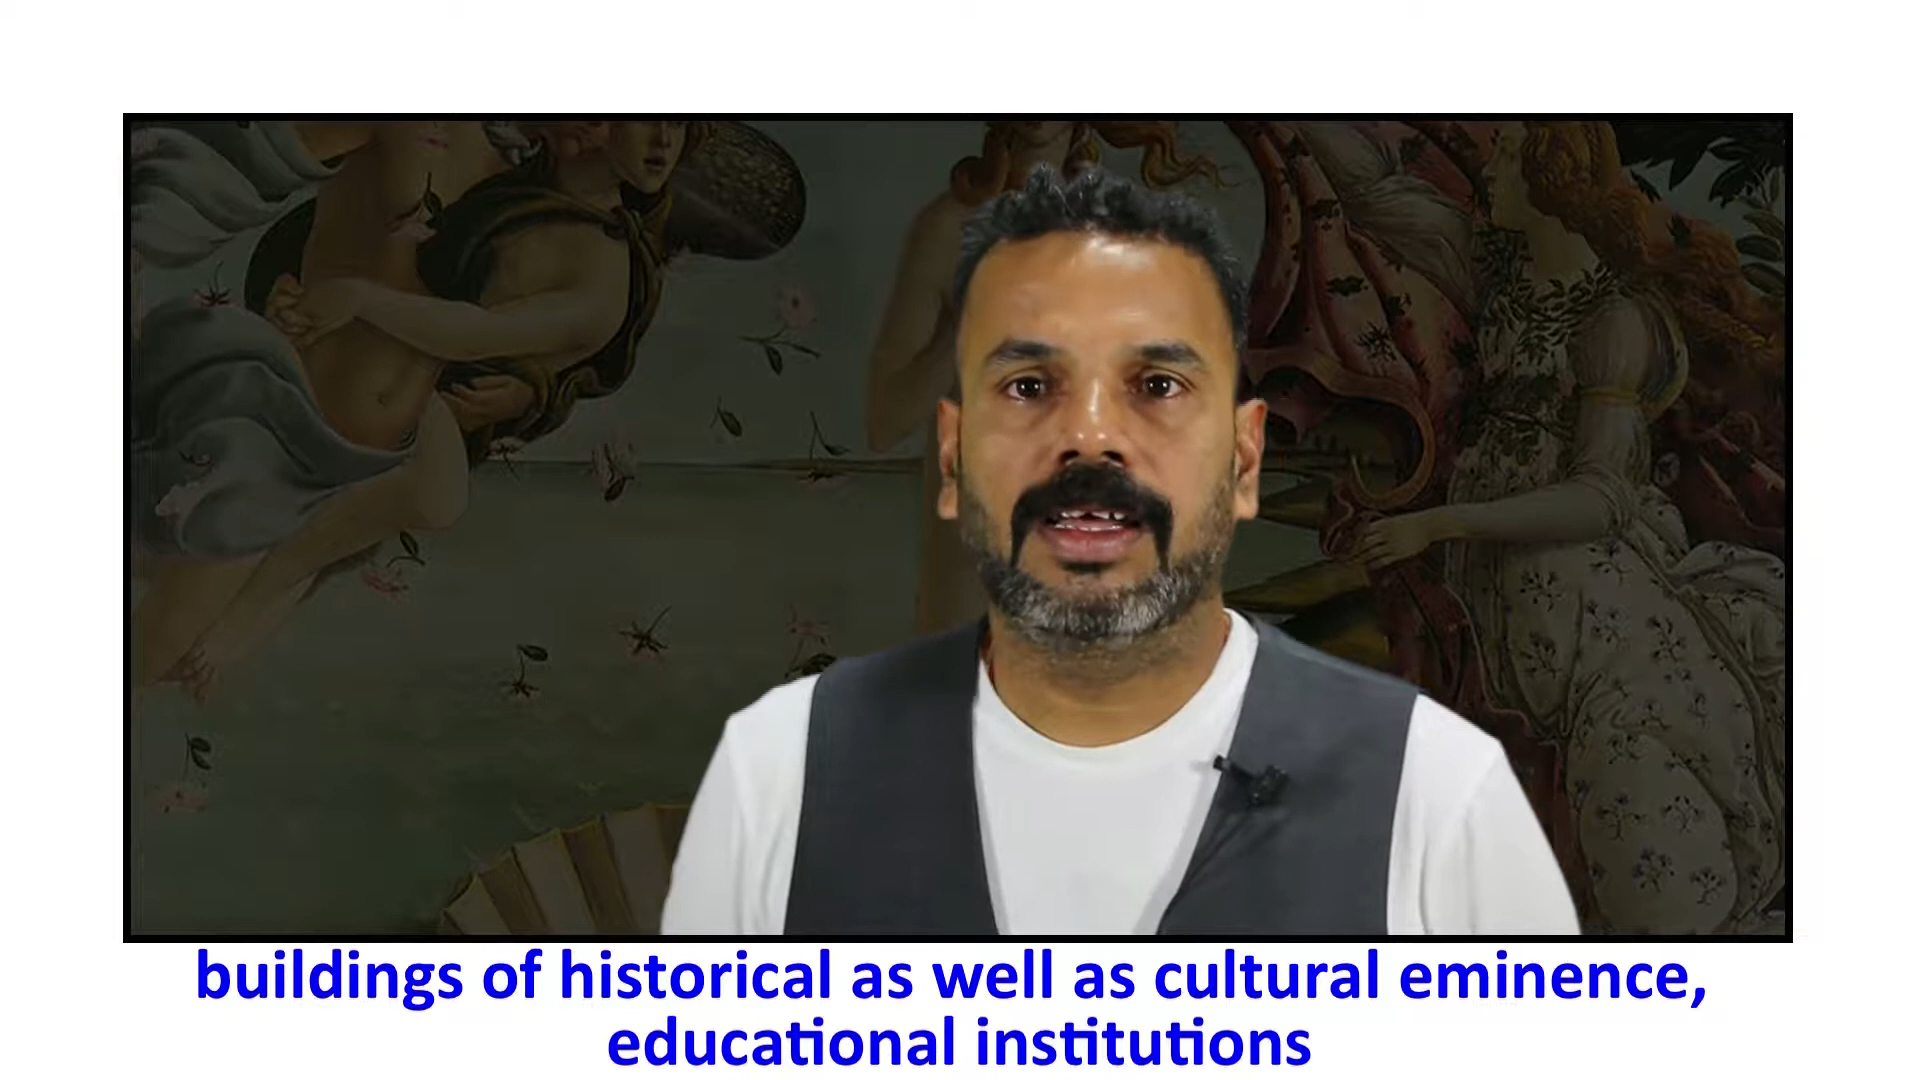 buildings of historical as well as cultural eminence,
educational institutions